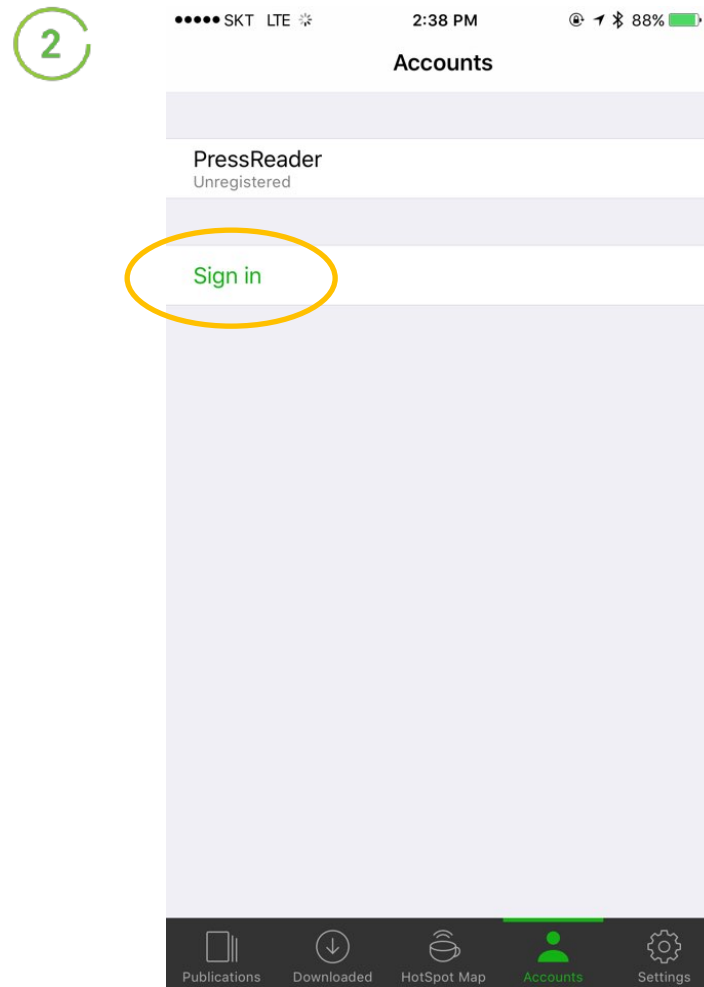 2
SKT LTE 2:38 PM 88%
Accounts
PressReader
Unregistered
Sign in
Publications Downloaded HotSpot Map Accounts Settings